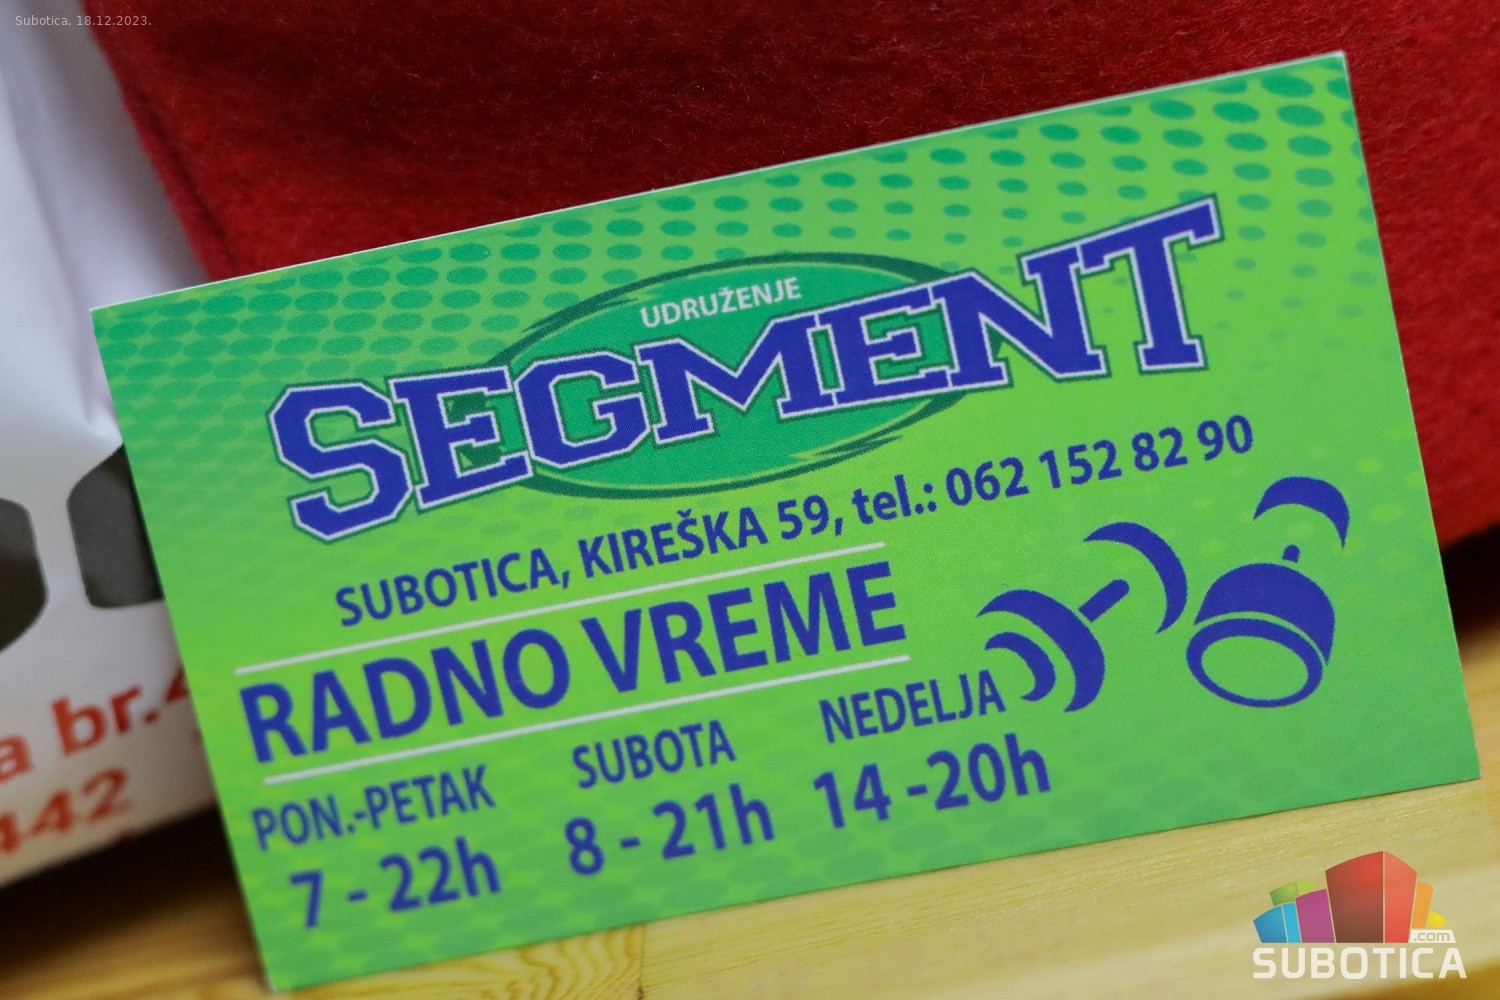 Subotica, 18.12.2023.
UDRUŽENJE
SEGMENT
SUBOTICA, KIREŠKA 59, tel.: 062 152 82 90
RADNO VREME
PON.-PETAK SUBOTA NEDELJA
7 - 22h 8 - 21h 14 -20h
a br.4
442
.com
SUBOTICA